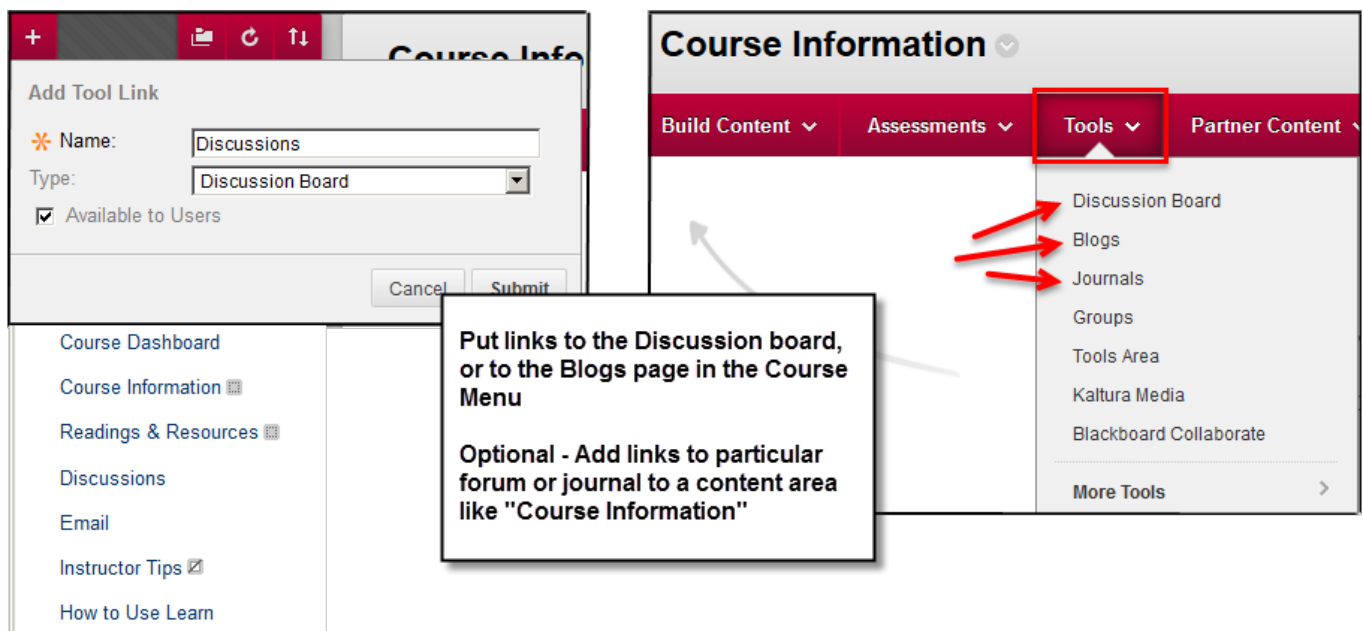 +
Course Info
Add Tool Link
Name:
Discussions
Type:
Discussion Board
Available to Users
Cancel
Submit
Course Dashboard
Course Information
Readings & Resources
Discussions
Email
Instructor Tips
How to Use Learn
Put links to the Discussion board,
or to the Blogs page in the Course
Menu
Optional - Add links to particular
forum or journal to a content area
like "Course Information"
Course Information
Build Content
Assessments
Tools
Partner Content
Discussion Board
Blogs
Journals
Groups
Tools Area
Kaltura Media
Blackboard Collaborate
More Tools